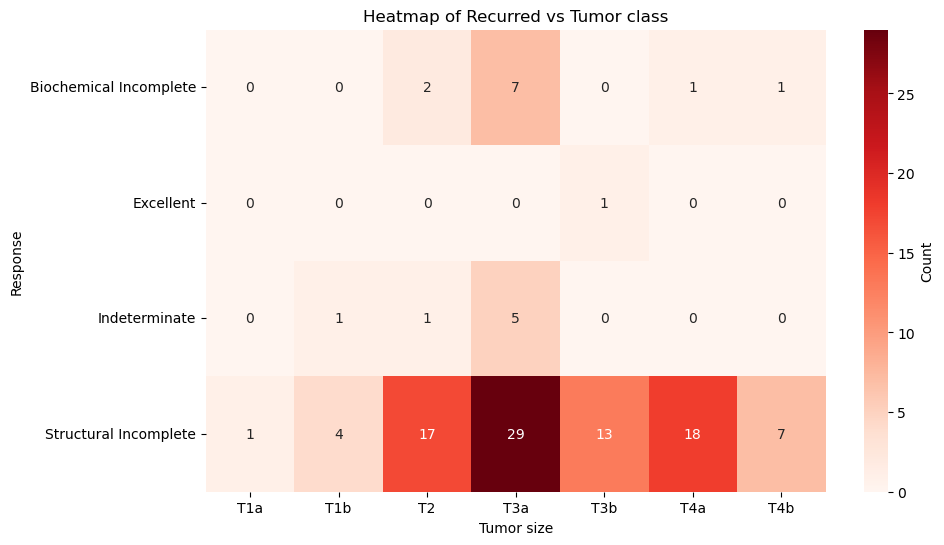 Heatmap of Recurred vs Tumor class
Response
Biochemical Incomplete 0 0 2 7 0 1 1
Excellent 0 0 0 0 1 0 0
Indeterminate 0 1 1 5 0 0 0
Structural Incomplete 1 4 17 29 13 18 7
T1a T1b T2 T3a T3b T4a T4b
Tumor size
25
20
15
10
5
0
Count